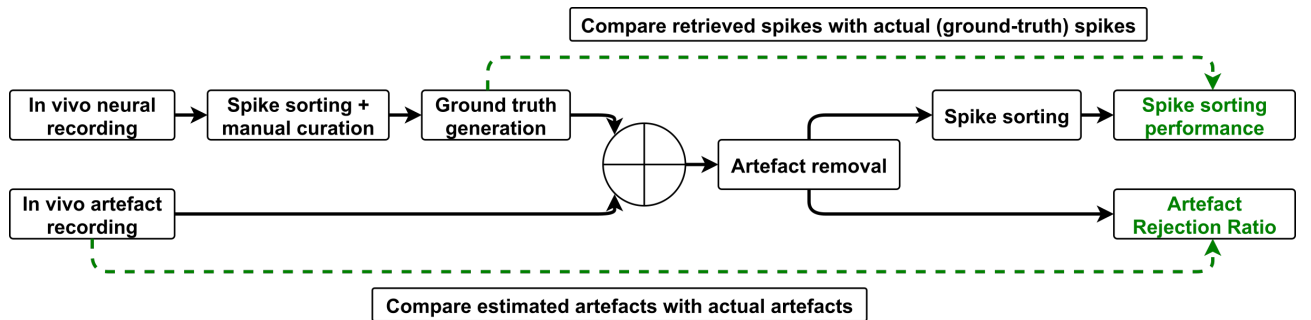 Compare retrieved spikes with actual (ground-truth) spikes
In vivo neural
recording
Spike sorting +
manual curation
Ground truth
generation
Spike sorting
Spike sorting
performance
Artefact removal
In vivo artefact
recording
Artefact
Rejection Ratio
Compare estimated artefacts with actual artefacts